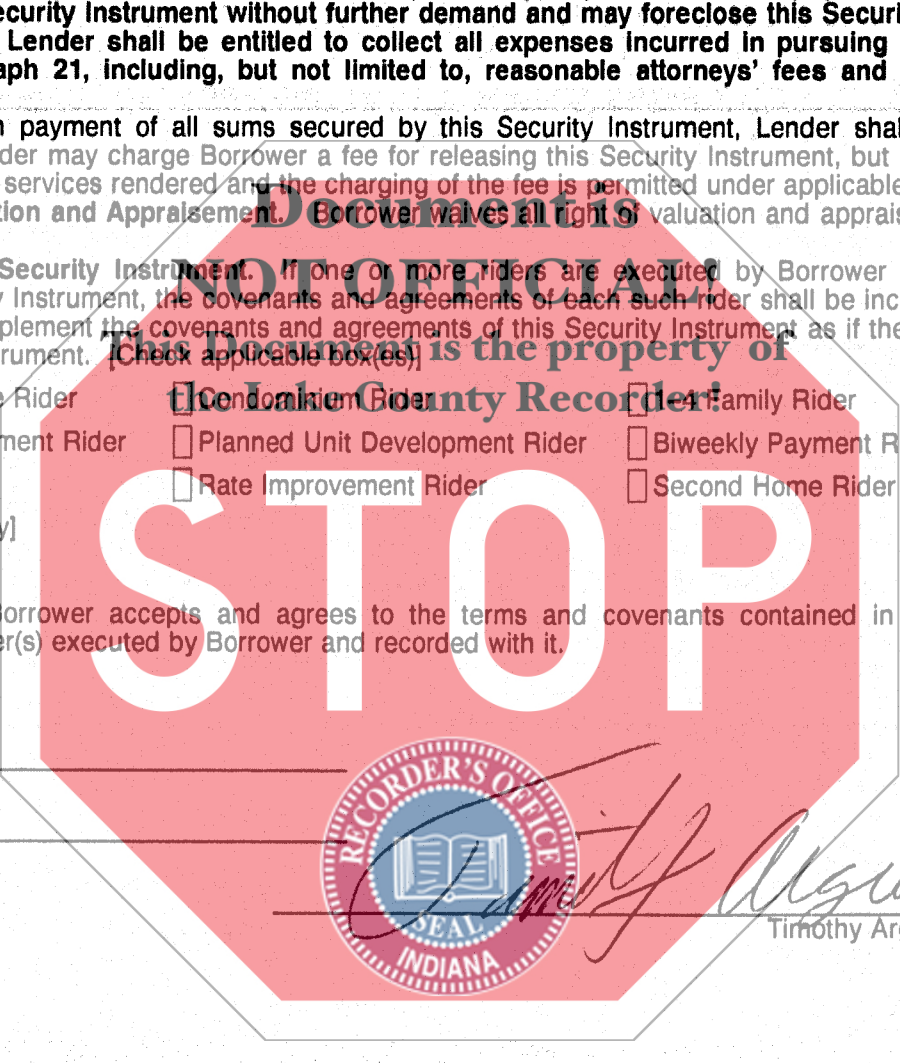 ecurity Instrument without further demand and may foreclose this Securi
Lender shall be entitled to collect all expenses incurred in pursuing
aph 21, including, but not limited to, reasonable attorneys' fees and
payment of all sums secured by this Security Instrument, Lender shal
der may charge Borrower a fee for releasing this Security Instrument, but
services rendered and the charging of the fee is permitted under applicable
tion and Appraisement. Borrower waives all right of valuation and apprais
Document is
Security Instrument. If one or more riders are executed by Borrower
NOT OFFICIAL!
y Instrument, the covenants and agreements of each such rider shall be inc
plement the covenants and agreements of this Security Instrument as if the
rument. [Check applicable box(es)]
This Document is the property of
the Lake County Recorder!
Rider Condominium Rider 1-4 Family Rider
ment Rider Planned Unit Development Rider Biweekly Payment R
Rate Improvement Rider Second Home Rider
y]
STOP
orrower accepts and agrees to the terms and covenants contained in
er(s) executed by Borrower and recorded with it.
RECORDER'S OFFICE
SEAL
INDIANA
Timothy Ar